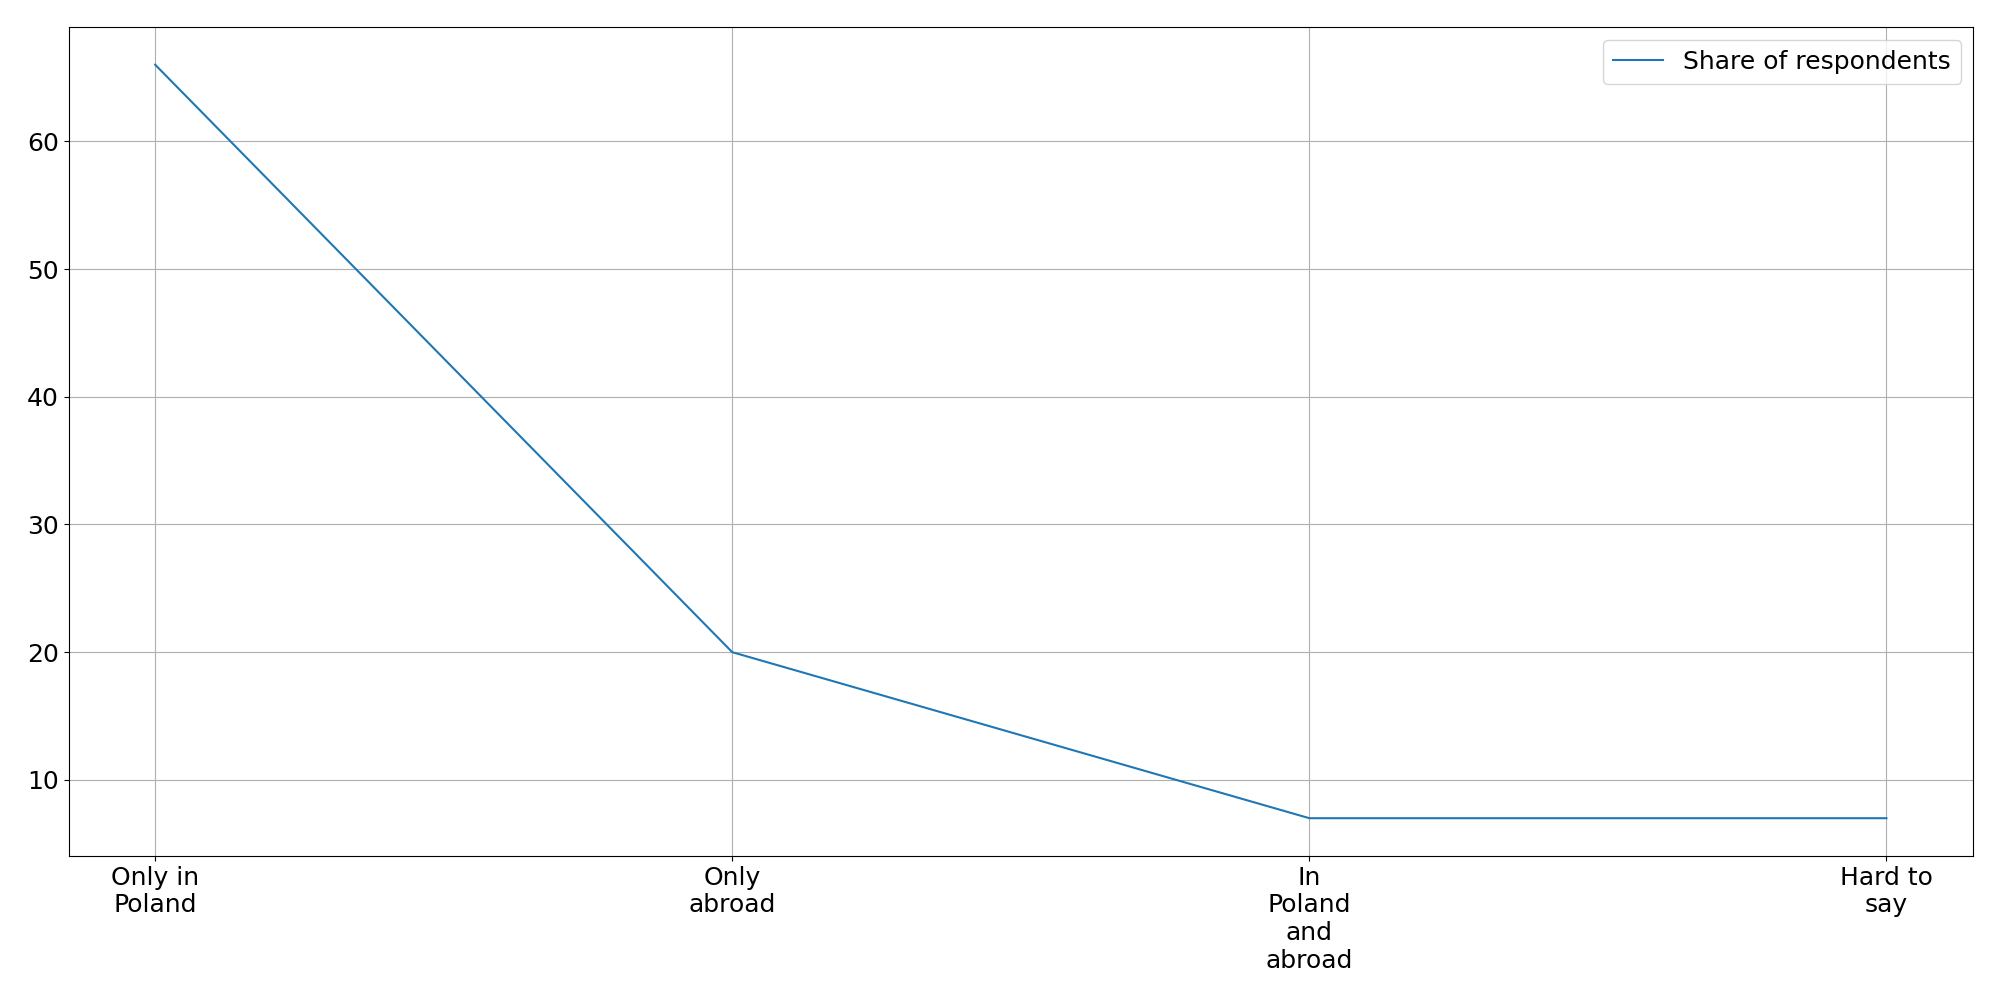 Share of respondents
60
50
40
30
20
10
Only in
Poland
Only
abroad
In
Poland
and
abroad
Hard to
say